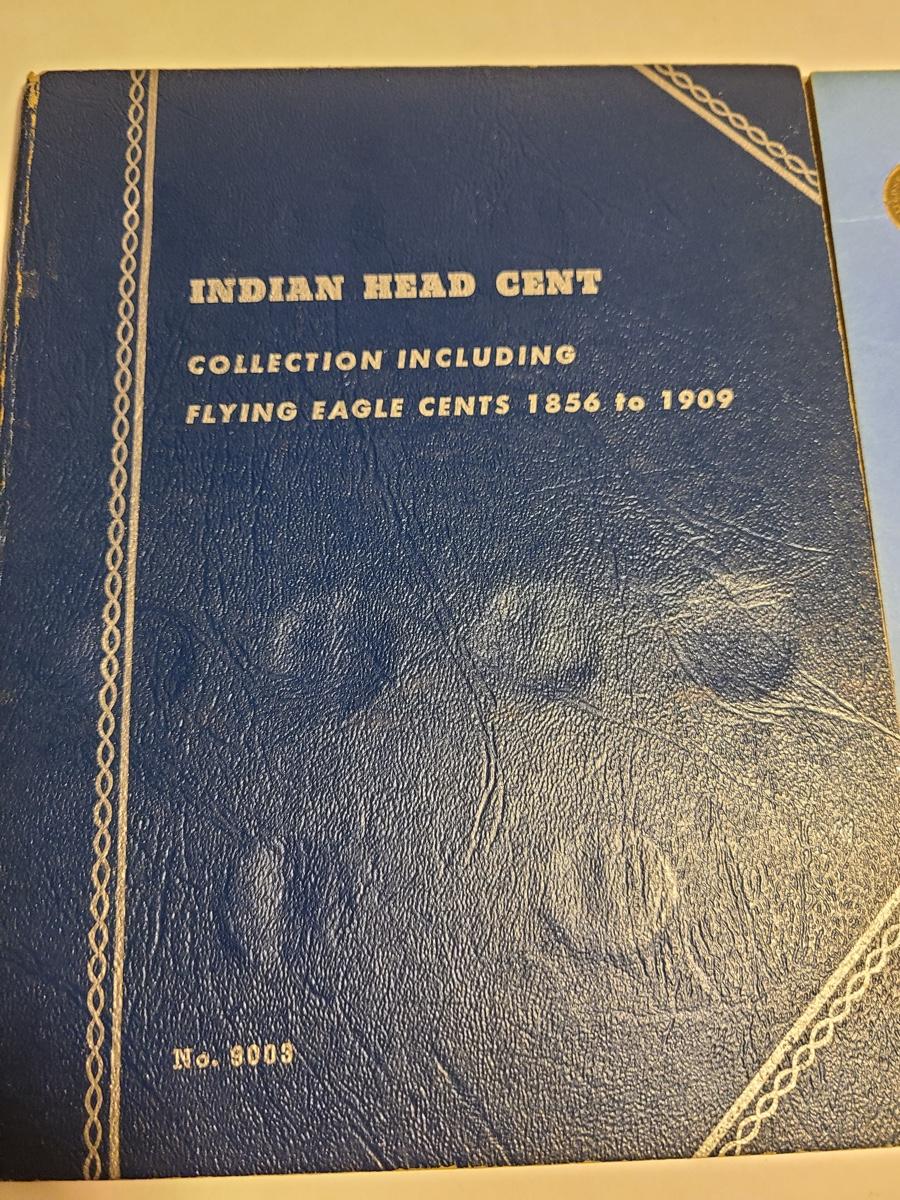 INDIAN HEAD CENT
COLLECTION INCLUDING
FLYING EAGLE CENTS 1856 to 1909
No. 9003